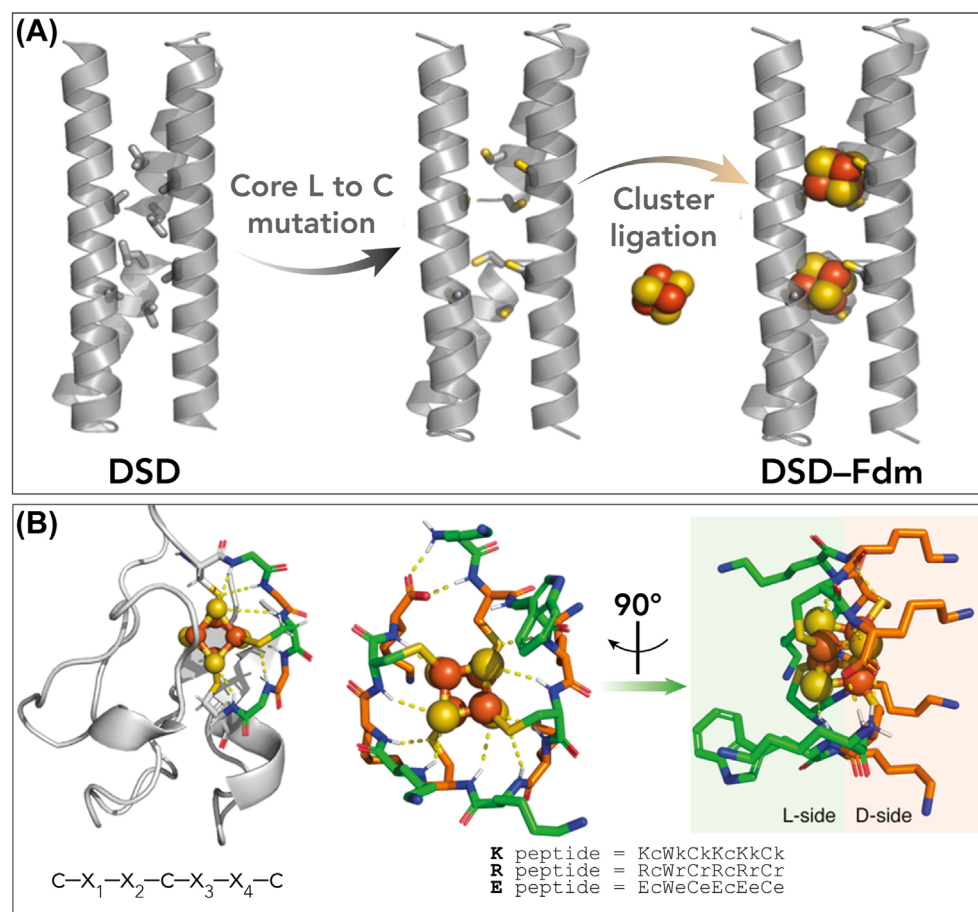 (A)
Core L to C
mutation
Cluster
ligation
DSD
DSD–Fdm
(B)
90°
L-side
D-side
C–X1–X2–C–X3–X4–C
K peptide = KcWkCkKcKkCk
R peptide = RcWrCrRcRrCr
E peptide = EcWeCeEcEeCe